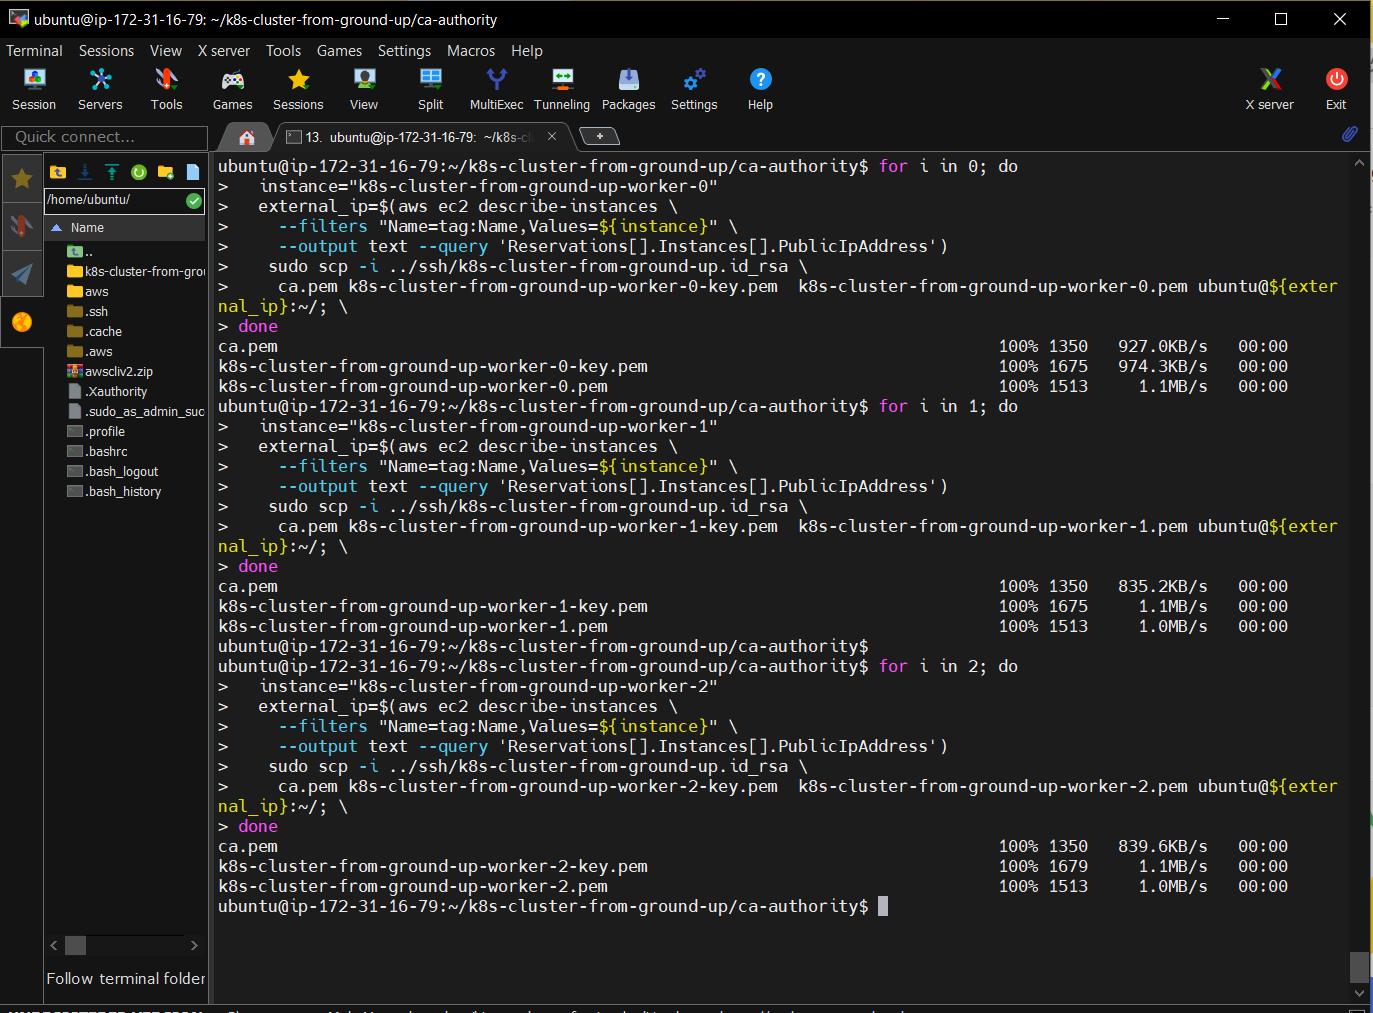 ubuntu@ip-172-31-16-79: ~/k8s-cluster-from-ground-up/ca-authority
Terminal Sessions View X server Tools Games Settings Macros Help
Session Servers Tools Games Sessions View Split MultiExec Tunneling Packages Settings Help X server Exit
Quick connect...
13. ubuntu@ip-172-31-16-79: ~/k8s-cl
/home/ubuntu/
Name
..
k8s-cluster-from-grou
aws
.ssh
.cache
.aws
awscliv2.zip
.Xauthority
.sudo_as_admin_suc
.profile
.bashrc
.bash_logout
.bash_history
Follow terminal folder
ubuntu@ip-172-31-16-79:~/k8s-cluster-from-ground-up/ca-authority$ for i in 0; do
>   instance="k8s-cluster-from-ground-up-worker-0"
>   external_ip=$(aws ec2 describe-instances \
>     --filters "Name=tag:Name,Values=${instance}" \
>     --output text --query 'Reservations[].Instances[].PublicIpAddress')
>    sudo scp -i ../ssh/k8s-cluster-from-ground-up.id_rsa \
>     ca.pem k8s-cluster-from-ground-up-worker-0-key.pem  k8s-cluster-from-ground-up-worker-0.pem ubuntu@${exter
nal_ip}:~/; \
> done
ca.pem 100% 1350 927.0KB/s 00:00
k8s-cluster-from-ground-up-worker-0-key.pem 100% 1675 974.3KB/s 00:00
k8s-cluster-from-ground-up-worker-0.pem 100% 1513 1.1MB/s 00:00
ubuntu@ip-172-31-16-79:~/k8s-cluster-from-ground-up/ca-authority$ for i in 1; do
>   instance="k8s-cluster-from-ground-up-worker-1"
>   external_ip=$(aws ec2 describe-instances \
>     --filters "Name=tag:Name,Values=${instance}" \
>     --output text --query 'Reservations[].Instances[].PublicIpAddress')
>    sudo scp -i ../ssh/k8s-cluster-from-ground-up.id_rsa \
>     ca.pem k8s-cluster-from-ground-up-worker-1-key.pem  k8s-cluster-from-ground-up-worker-1.pem ubuntu@${exter
nal_ip}:~/; \
> done
ca.pem 100% 1350 835.2KB/s 00:00
k8s-cluster-from-ground-up-worker-1-key.pem 100% 1675 1.1MB/s 00:00
k8s-cluster-from-ground-up-worker-1.pem 100% 1513 1.0MB/s 00:00
ubuntu@ip-172-31-16-79:~/k8s-cluster-from-ground-up/ca-authority$
ubuntu@ip-172-31-16-79:~/k8s-cluster-from-ground-up/ca-authority$ for i in 2; do
>   instance="k8s-cluster-from-ground-up-worker-2"
>   external_ip=$(aws ec2 describe-instances \
>     --filters "Name=tag:Name,Values=${instance}" \
>     --output text --query 'Reservations[].Instances[].PublicIpAddress')
>    sudo scp -i ../ssh/k8s-cluster-from-ground-up.id_rsa \
>     ca.pem k8s-cluster-from-ground-up-worker-2-key.pem  k8s-cluster-from-ground-up-worker-2.pem ubuntu@${exter
nal_ip}:~/; \
> done
ca.pem 100% 1350 839.6KB/s 00:00
k8s-cluster-from-ground-up-worker-2-key.pem 100% 1679 1.1MB/s 00:00
k8s-cluster-from-ground-up-worker-2.pem 100% 1513 1.0MB/s 00:00
ubuntu@ip-172-31-16-79:~/k8s-cluster-from-ground-up/ca-authority$